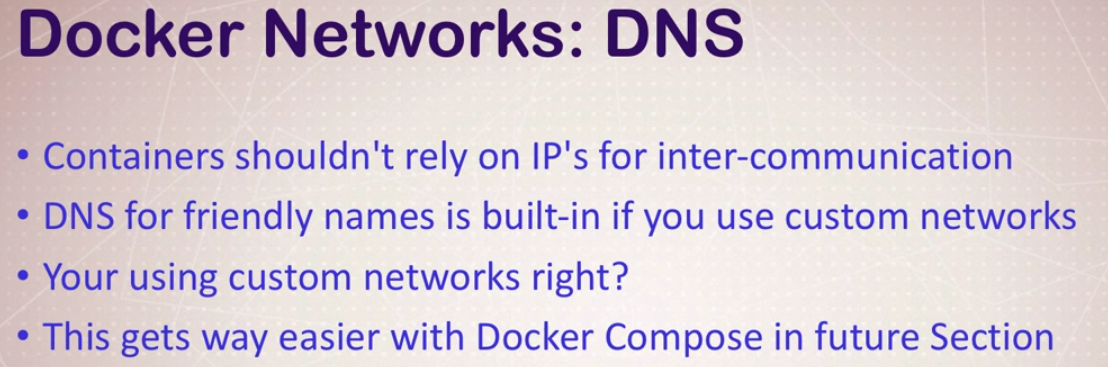 Docker Networks: DNS
• Containers shouldn't rely on IP's for inter-communication
• DNS for friendly names is built-in if you use custom networks
• Your using custom networks right?
• This gets way easier with Docker Compose in future Section